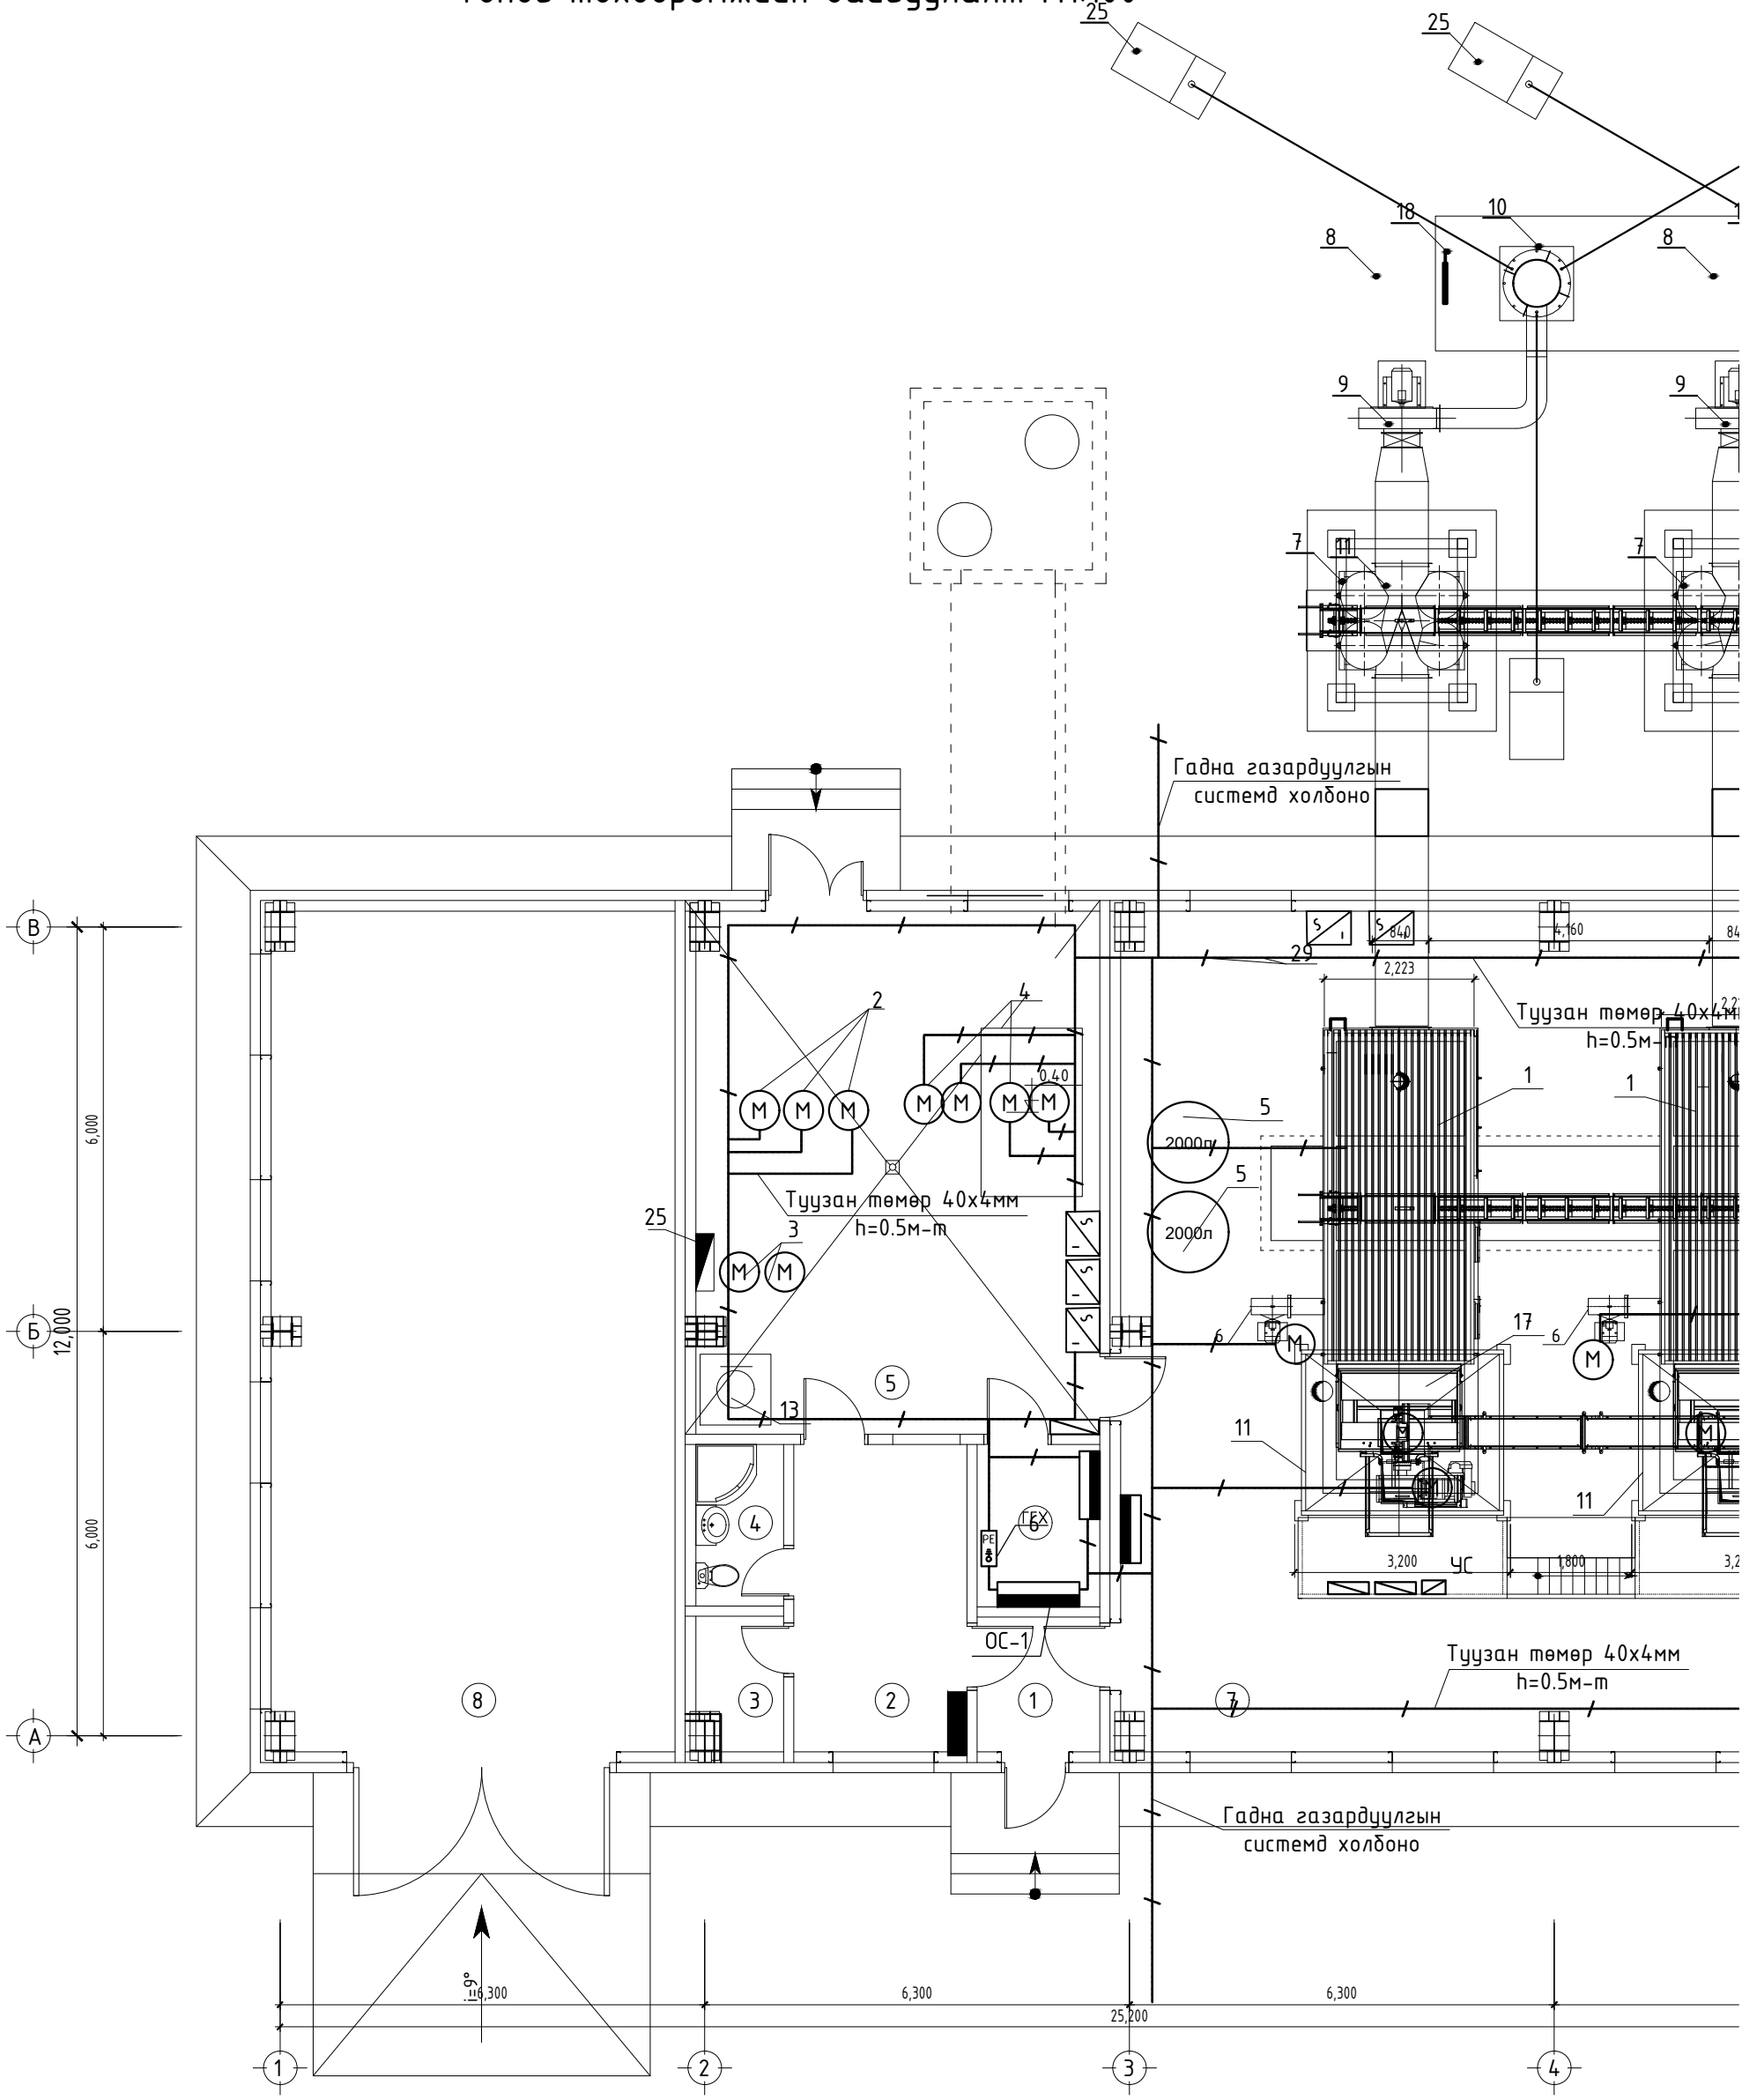 25
25
18
10
8
8
9
9
7
11
7
Гадна газардуулгын
системд холбоно
В
S
S
840
4,160
29
2,223
2
4
Туузан төмөр 40х4мм
h=0.5м-т
0.40
1
1
M M M
M M M M
5
2000л
6,000
Туузан төмөр 40х4мм
h=0.5м-т
5
2000л
25
3
S
M M
S
S
Б
12,000
6
M
17
6
M
5
13
11
M
M
M
6,000
4
ГЕХ
6
PE
11
3,200
УС
1,800
ОС-1
Туузан төмөр 40х4мм
h=0.5м-т
8
3
2
1
7
А
Гадна газардуулгын
системд холбоно
i=9°
6,300
6,300
6,300
25,200
1
2
3
4